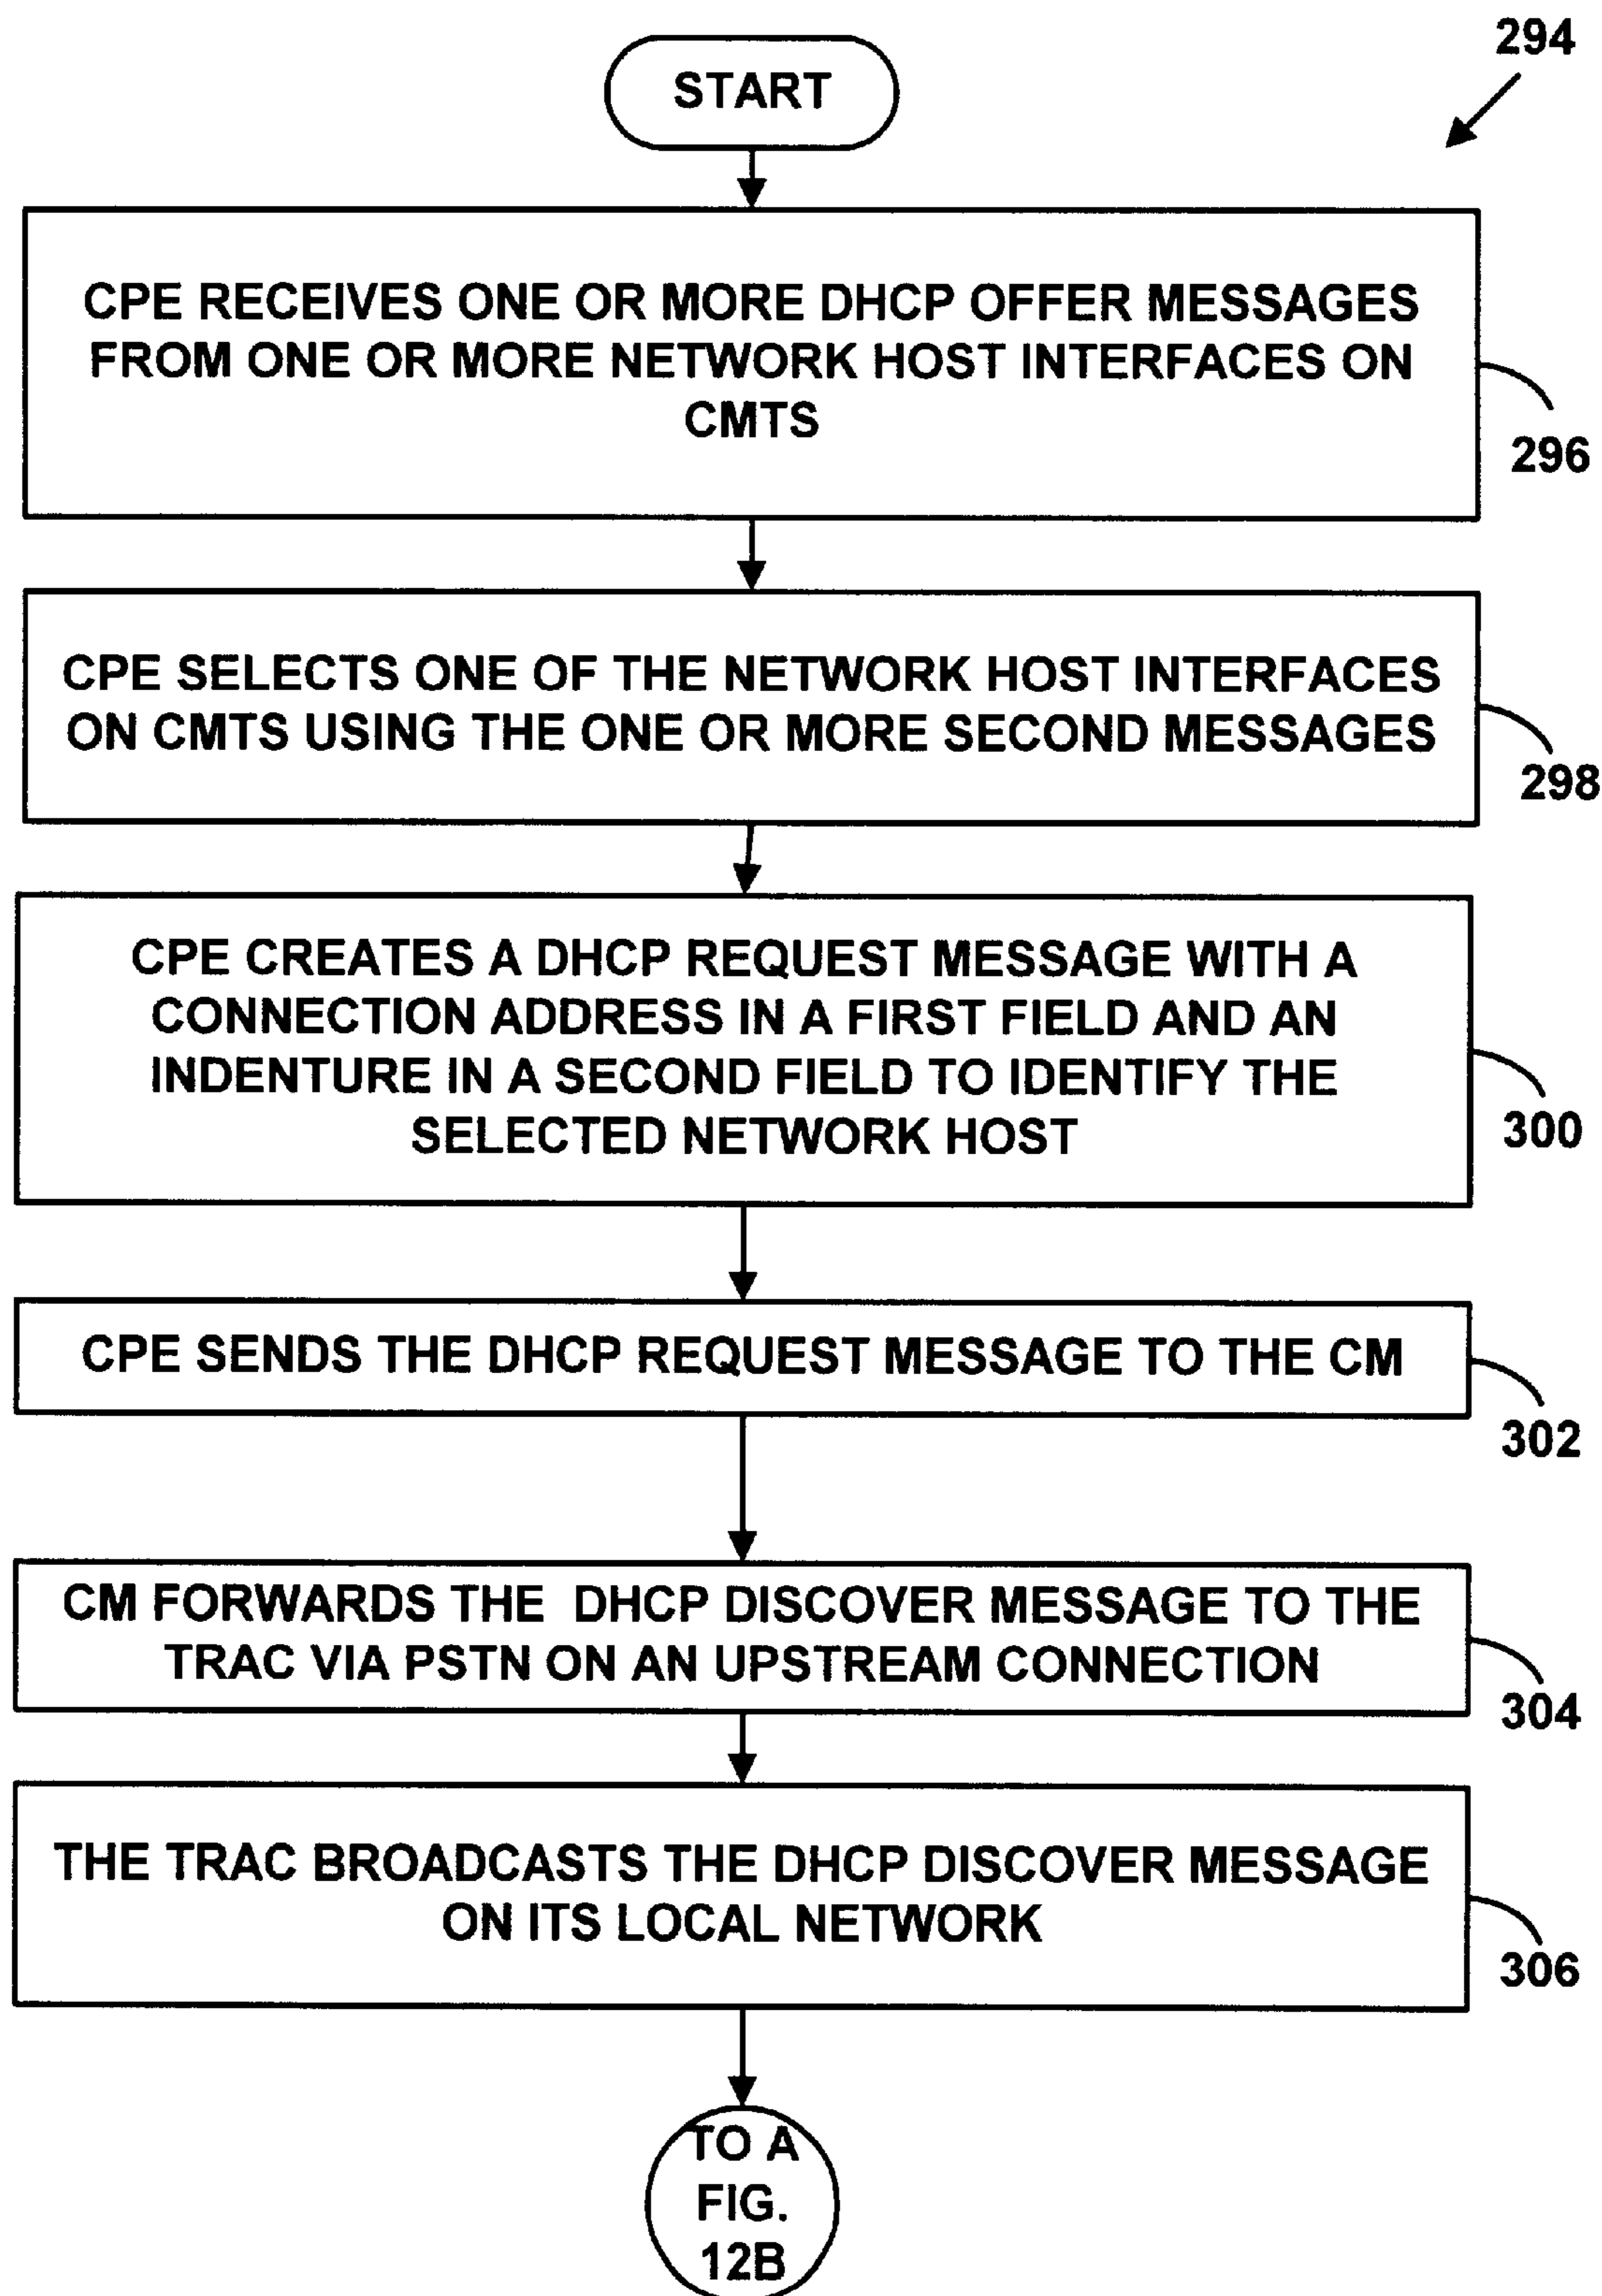 294
START
CPE RECEIVES ONE OR MORE DHCP OFFER MESSAGES
FROM ONE OR MORE NETWORK HOST INTERFACES ON
CMTS
296
CPE SELECTS ONE OF THE NETWORK HOST INTERFACES
ON CMTS USING THE ONE OR MORE SECOND MESSAGES
298
CPE CREATES A DHCP REQUEST MESSAGE WITH A
CONNECTION ADDRESS IN A FIRST FIELD AND AN
INDENTURE IN A SECOND FIELD TO IDENTIFY THE
SELECTED NETWORK HOST
300
CPE SENDS THE DHCP REQUEST MESSAGE TO THE CM
302
CM FORWARDS THE DHCP DISCOVER MESSAGE TO THE
TRAC VIA PSTN ON AN UPSTREAM CONNECTION
304
THE TRAC BROADCASTS THE DHCP DISCOVER MESSAGE
ON ITS LOCAL NETWORK
306
TO A
FIG.
12B